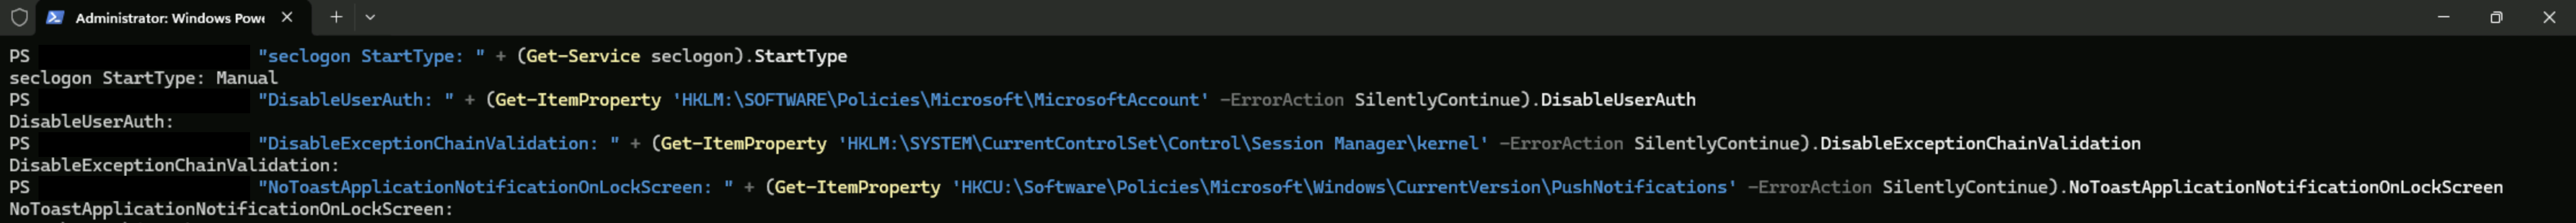 Administrator: Windows Powe
PS "seclogon StartType: " + (Get-Service seclogon).StartType
seclogon StartType: Manual
PS "DisableUserAuth: " + (Get-ItemProperty 'HKLM:\SOFTWARE\Policies\Microsoft\MicrosoftAccount' -ErrorAction SilentlyContinue).DisableUserAuth
DisableUserAuth:
PS "DisableExceptionChainValidation: " + (Get-ItemProperty 'HKLM:\SYSTEM\CurrentControlSet\Control\Session Manager\kernel' -ErrorAction SilentlyContinue).DisableExceptionChainValidation
DisableExceptionChainValidation:
PS "NoToastApplicationNotificationOnLockScreen: " + (Get-ItemProperty 'HKCU:\Software\Policies\Microsoft\Windows\CurrentVersion\PushNotifications' -ErrorAction SilentlyContinue).NoToastApplicationNotificationOnLockScreen
NoToastApplicationNotificationOnLockScreen: